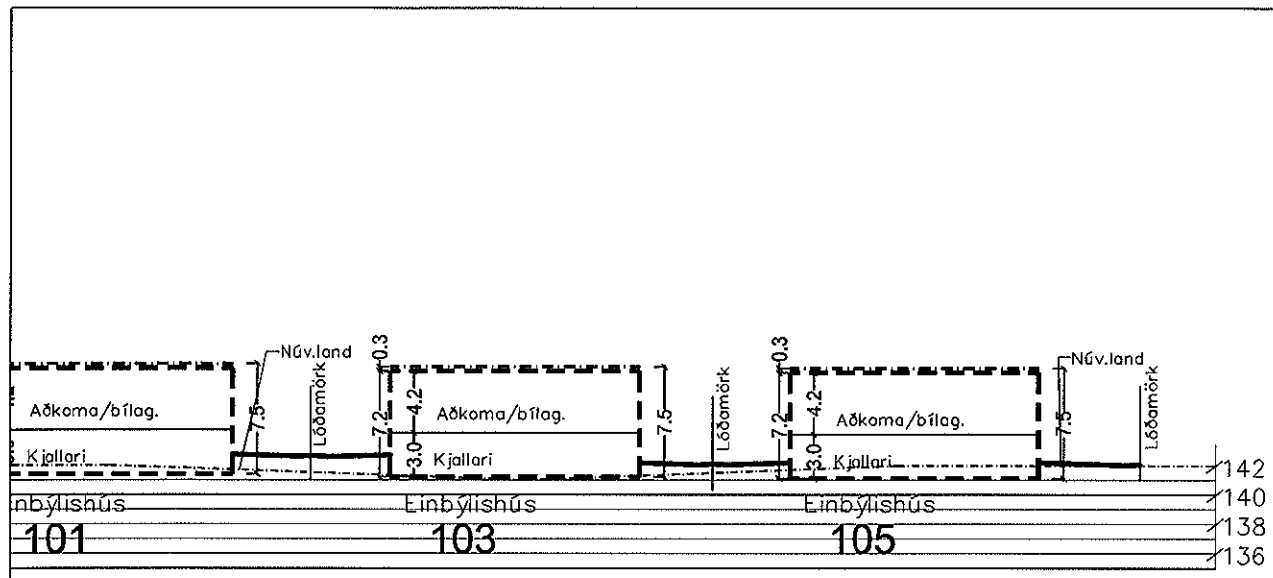 0.3
Núv.land
Lóðamörk
7.5
Aðkoma/bílag.
Kjallari
7.2
4.2
3.0
Aðkoma/bílag.
Kjallari
7.5
Lóðamörk
0.3
7.2
4.2
3.0
Aðkoma/bílag.
Kjallari
7.5
Núv.land
Lóðamörk
142
140
138
136
nbýlishús
101
Einbýlishús
103
Einbýlishús
105